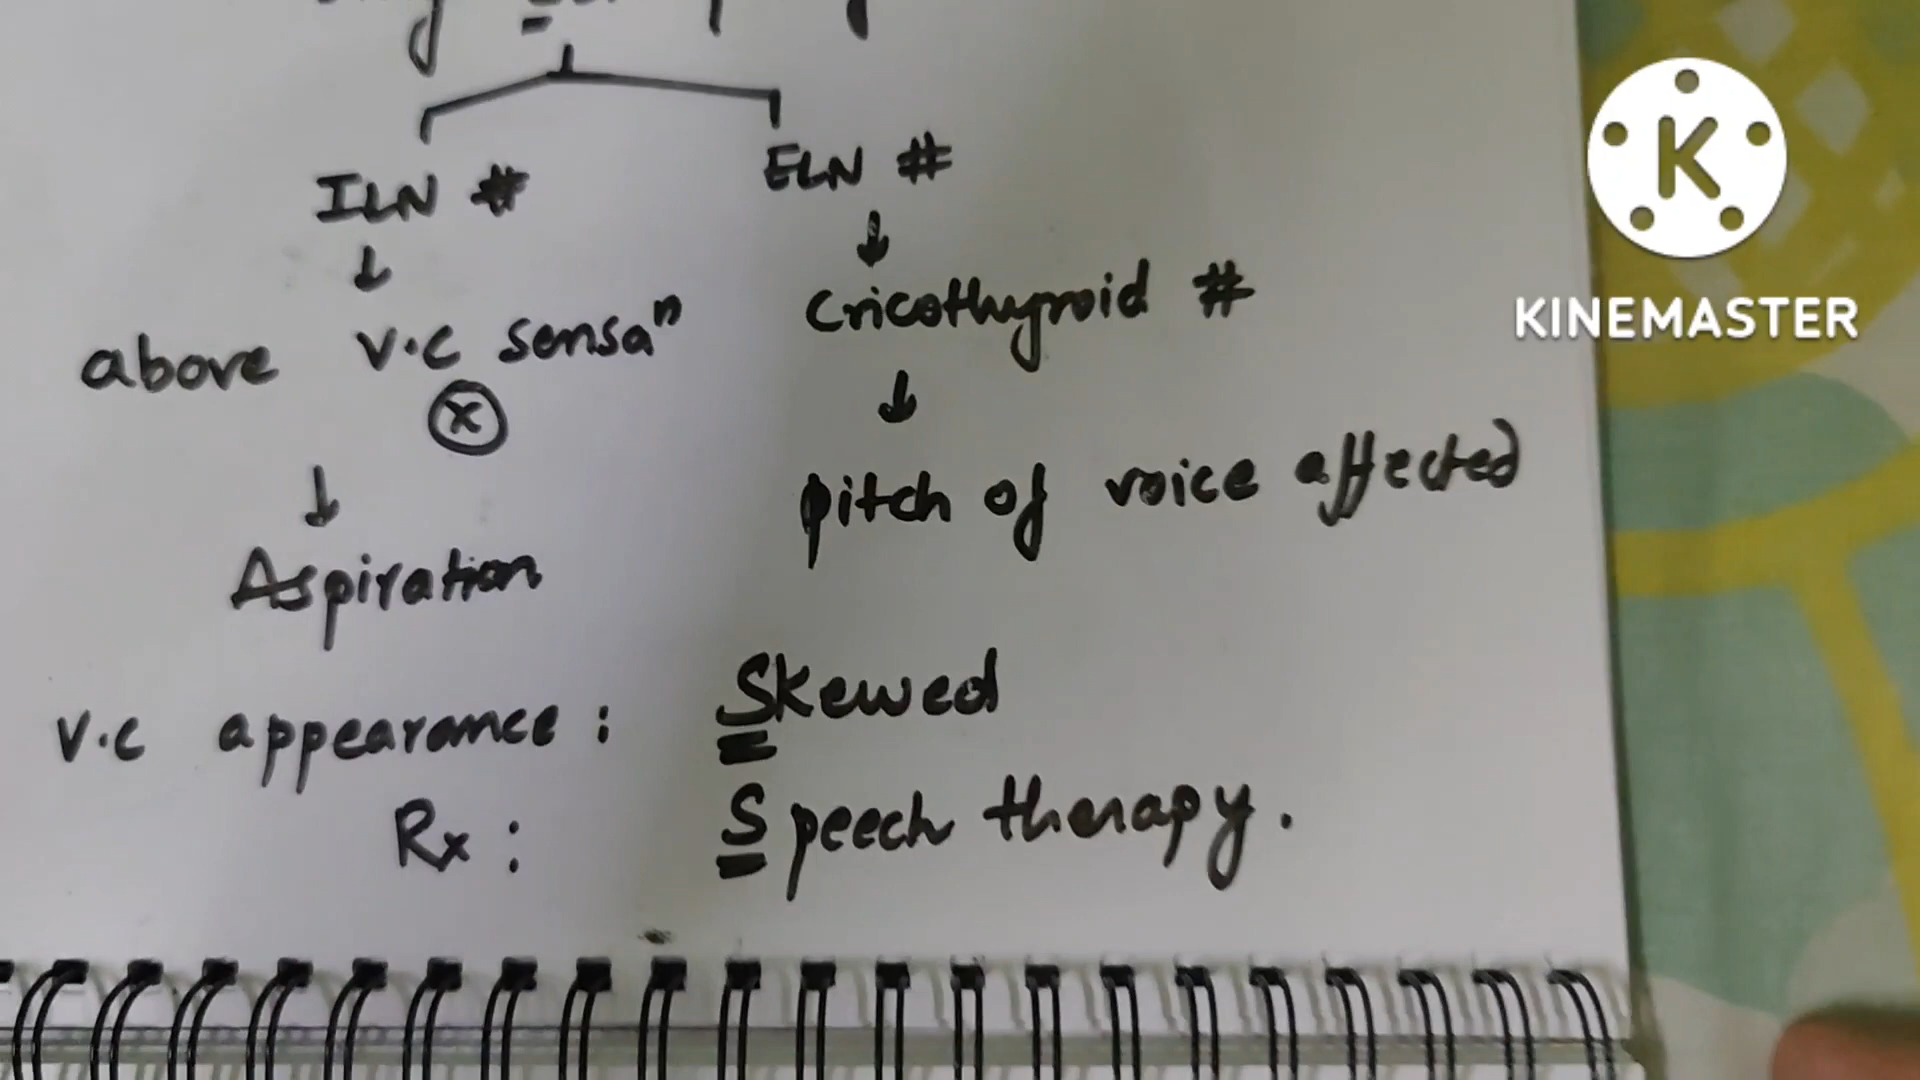 ILN # ELN #
↓ ↓
above v.c sensaⁿ cricothyroid #
ⓧ ↓
↓ pitch of voice affected
Aspiration
v.c appearance : Skewed
Rx : Speech therapy.
K
KINEMASTER